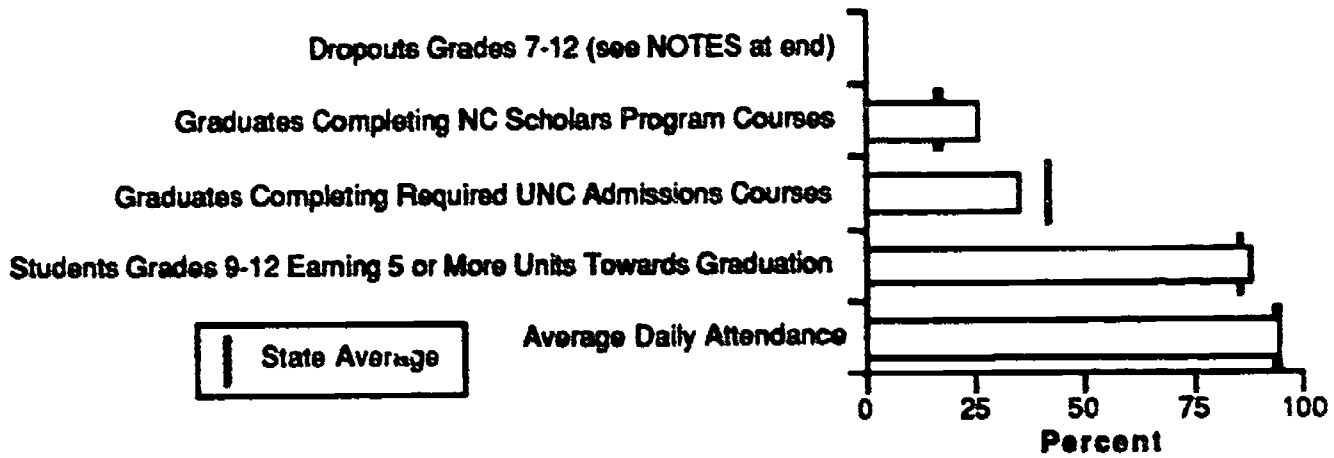 Dropouts Grades 7-12 (see NOTES at end)
Graduates Completing NC Scholars Program Courses
Graduates Completing Required UNC Admissions Courses
Students Grades 9-12 Earning 5 or More Units Towards Graduation
Average Daily Attendance
State Average
0 25 50 75 100
Percent